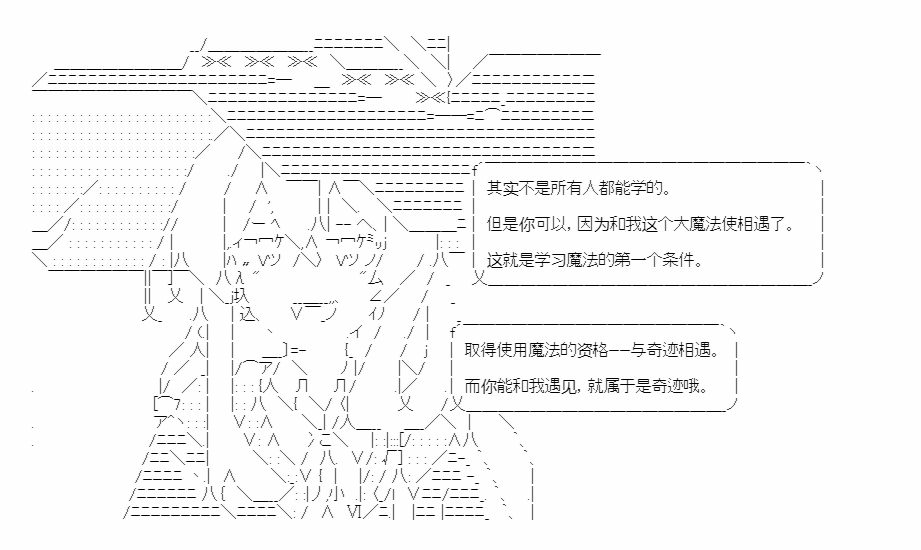 其实不是所有人都能学的。
但是你可以，因为和我这个大魔法使相遇了。
这就是学习魔法的第一个条件。
取得使用魔法的资格——与奇迹相遇。
而你能和我遇见，就属于是奇迹哦。